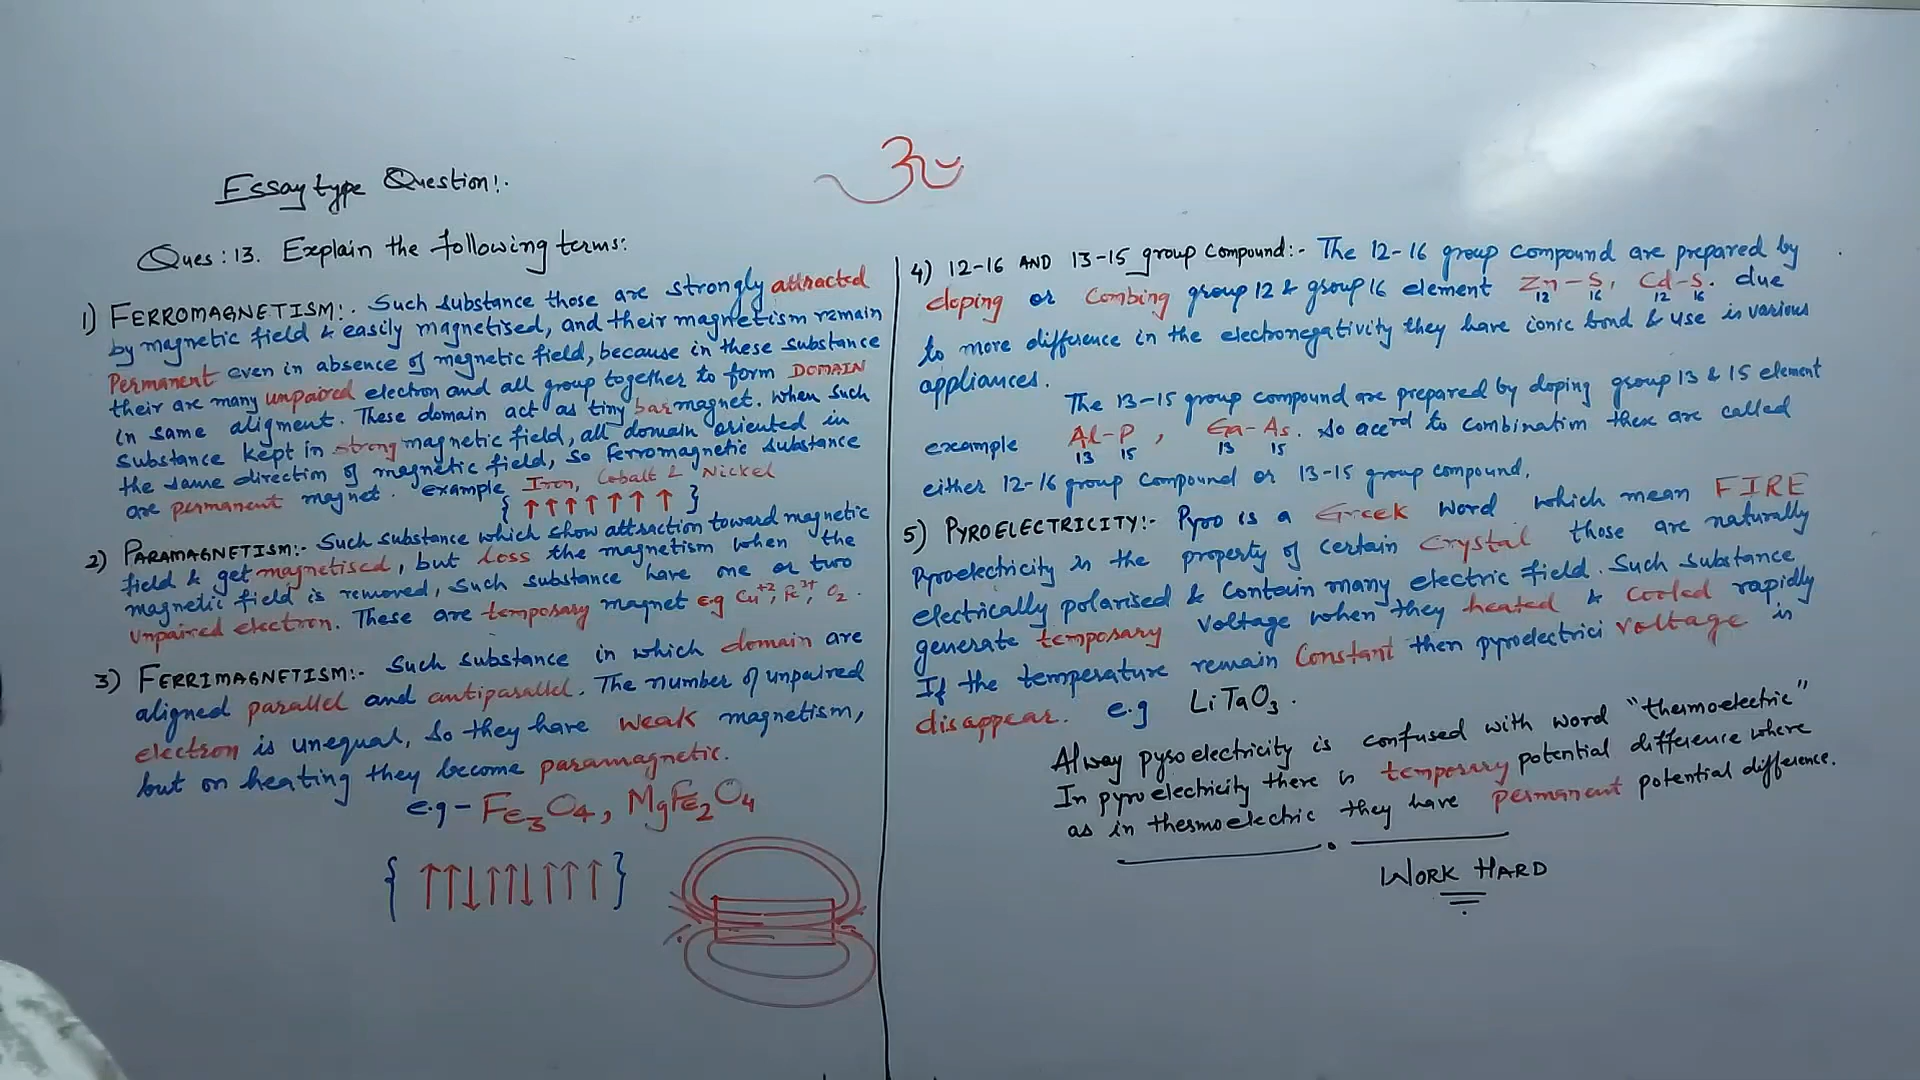 ॐ
Essay type Question:-
Ques: 13. Explain the following terms:
1) FERROMAGNETISM:- Such substance those are strongly attracted
by magnetic field & easily magnetised, and their magnetism remain
Permanent even in absence of magnetic field, because in these substance
their are many unpaired electron and all group together to form DOMAIN
in same aligment. These domain act as tiny bar magnet. When such
substance kept in strong magnetic field, all domain oriented in
the same direction of magnetic field, so ferromagnetic substance
are permanent magnet. example Iron, Cobalt & Nickel
{ ↑ ↑ ↑ ↑ ↑ ↑ ↑ }
2) PARAMAGNETISM:- Such substance which show attraction toward magnetic
field & get magnetised, but loss the magnetism when the
magnetic field is removed, Such substance have one or two
Unpaired electron. These are temposary magnet e.g Cu⁺², Fe³⁺, O₂.
3) FERRIMAGNETISM:- Such substance in which domain are
aligned parallel and antiparallel. The number of unpaired
electron is unequal, so they have weak magnetism,
but on heating they become paramagnetic.
e.g - Fe₃O₄, MgFe₂O₄
{ ↑↑↓↑↑↓↑↑↑ }
4) 12-16 AND 13-15 group compound:- The 12-16 group compound are prepared by
doping or Combing group 12 & group 16 element Zn - S, Cd - S. due
12 16 12 16
to more difference in the electronegativity they have ionic bond & use in various
appliances.
The 13-15 group compound are prepared by doping group 13 & 15 element
example Al - P, Ga - As. so accrd to combination these are called
13 15 13 15
either 12-16 group compound or 13-15 group compound.
5) PYROELECTRICITY:- Pyro is a Greek word which mean FIRE
Pyroelectricity is the property of certain Crystal those are naturally
electrically polarised & Contain many electric field. Such substance
generate temposary voltage when they heated & cooled rapidly
If the temperature remain Constant then pyroelectrici voltage is
disappear. e.g LiTaO₃.
Alway pyroelectricity is confused with word "thermoelectric"
In pyroelectricity there is temposary potential difference where
as in thermoelectric they have permanent potential difference.
WORK HARD